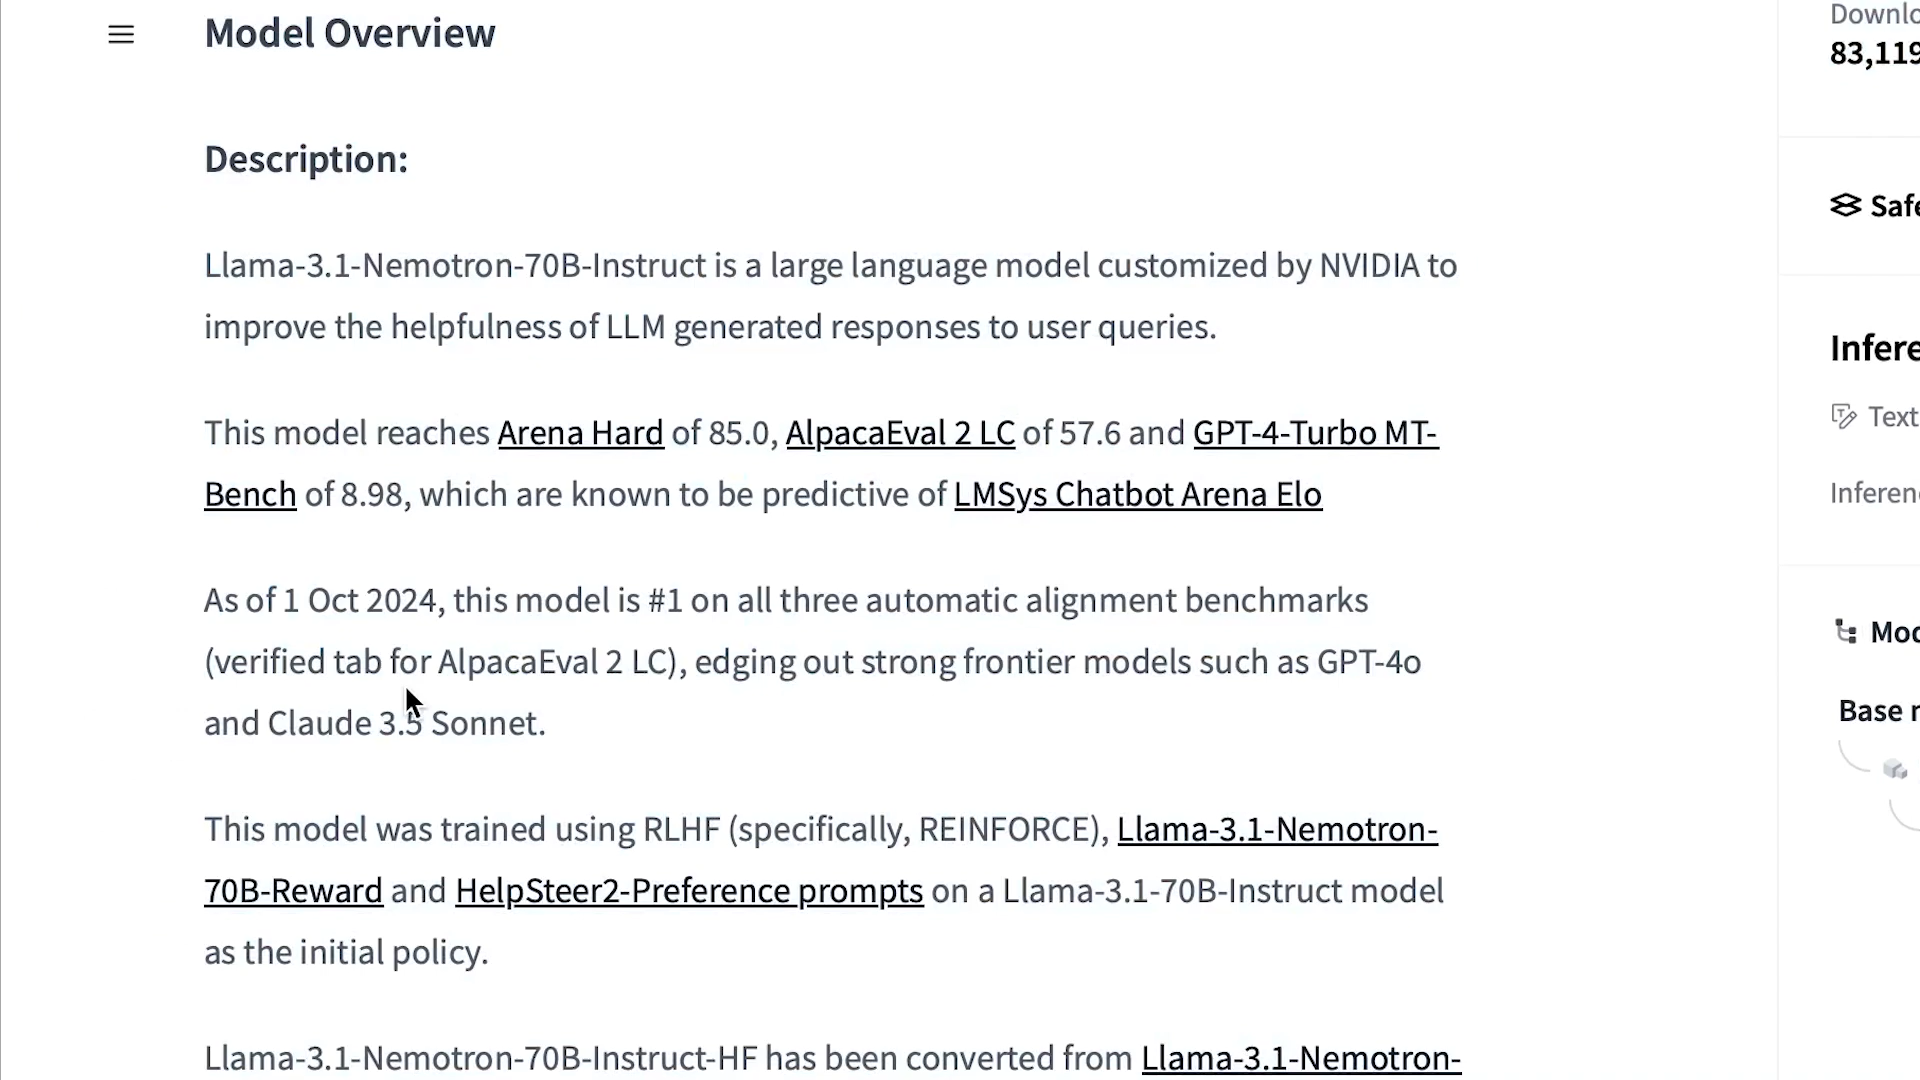 Model Overview
Description:
Llama-3.1-Nemotron-70B-Instruct is a large language model customized by NVIDIA to
improve the helpfulness of LLM generated responses to user queries.
This model reaches Arena Hard of 85.0, AlpacaEval 2 LC of 57.6 and GPT-4-Turbo MT-
Bench of 8.98, which are known to be predictive of LMSys Chatbot Arena Elo
As of 1 Oct 2024, this model is #1 on all three automatic alignment benchmarks
(verified tab for AlpacaEval 2 LC), edging out strong frontier models such as GPT-4o
and Claude 3.5 Sonnet.
This model was trained using RLHF (specifically, REINFORCE), Llama-3.1-Nemotron-
70B-Reward and HelpSteer2-Preference prompts on a Llama-3.1-70B-Instruct model
as the initial policy.
Llama-3.1-Nemotron-70B-Instruct-HF has been converted from Llama-3.1-Nemotron-
83,119
Text
Base